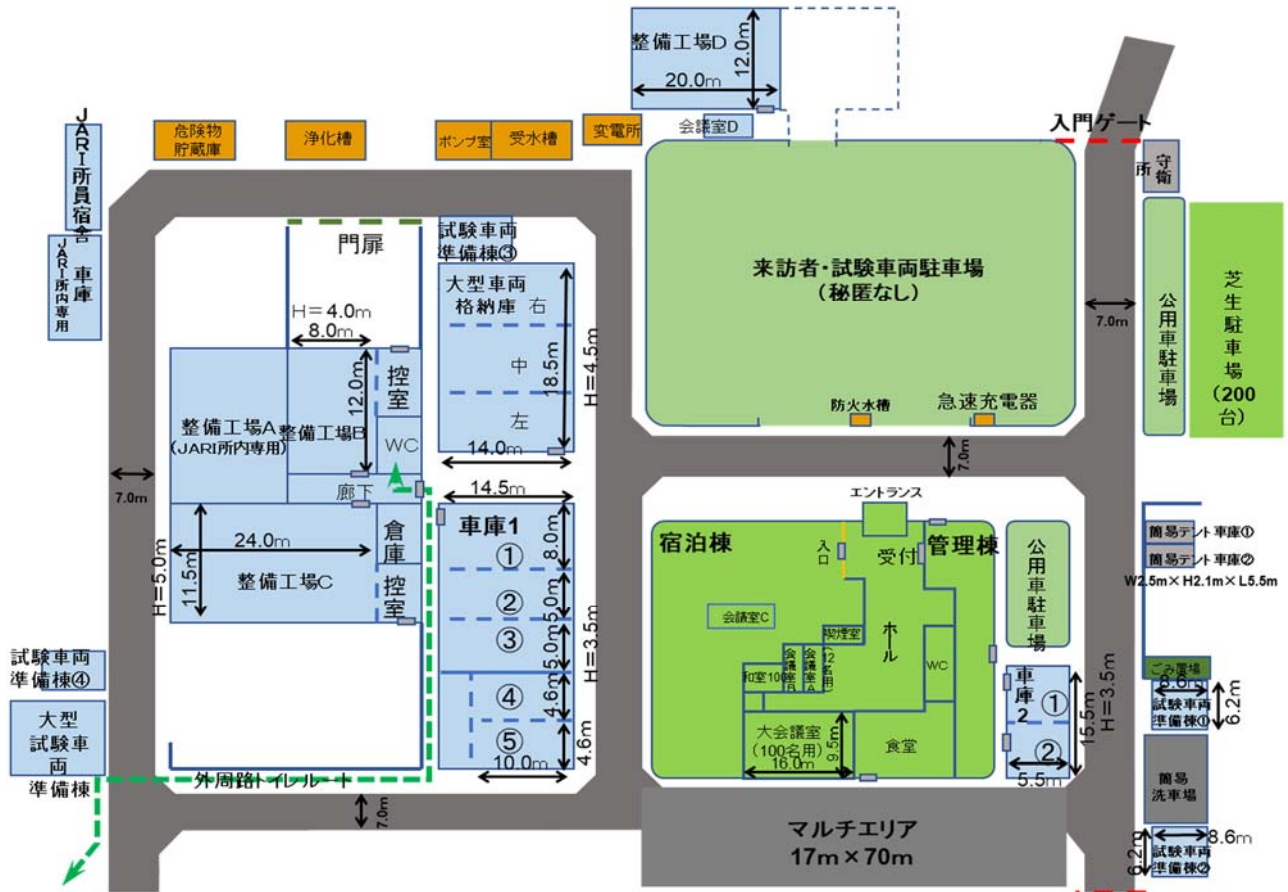 整備工場D
12.0m
20.0m
会議室D
入門ゲート
守衛所
JARI所員宿舎
車庫
JARI所内専用
危険物
貯蔵庫
浄化槽
ポンプ室
受水槽
変電所
門扉
試験車両
準備棟③
大型車両
格納庫
右
中
左
18.5m
H=4.5m
14.0m
来訪者・試験車両駐車場
(秘匿なし)
防火水槽
急速充電器
7.0m
公用車駐車場
芝生駐車場
(200台)
H=4.0m
8.0m
12.0m
控室
整備工場A
(JARI所内専用)
整備工場B
WC
廊下
7.0m
7.0m
24.0m
倉庫
整備工場C
控室
11.5m
H=5.0m
14.5m
車庫1
①
8.0m
②
5.0m
③
5.0m
④
4.6m
⑤
4.6m
10.0m
H=3.5m
エントランス
宿泊棟
入口
受付
管理棟
会議室C
喫煙室
ホール
WC
和室100
会議室B
会議室A
(12名用)
大会議室
(100名用)
9.5m
16.0m
食堂
公用車駐車場
車庫2
①
②
15.5m
H=3.5m
5.5m
簡易テント車庫①
簡易テント車庫②
W2.5m×H2.1m×L5.5m
ごみ置場
8.6m
試験車両
準備棟①
6.2m
簡易
洗車場
8.6m
試験車両
準備棟②
6.2m
試験車両
準備棟④
大型
試験車
両
準備棟
外周路トイレルート
7.0m
マルチエリア
17m×70m